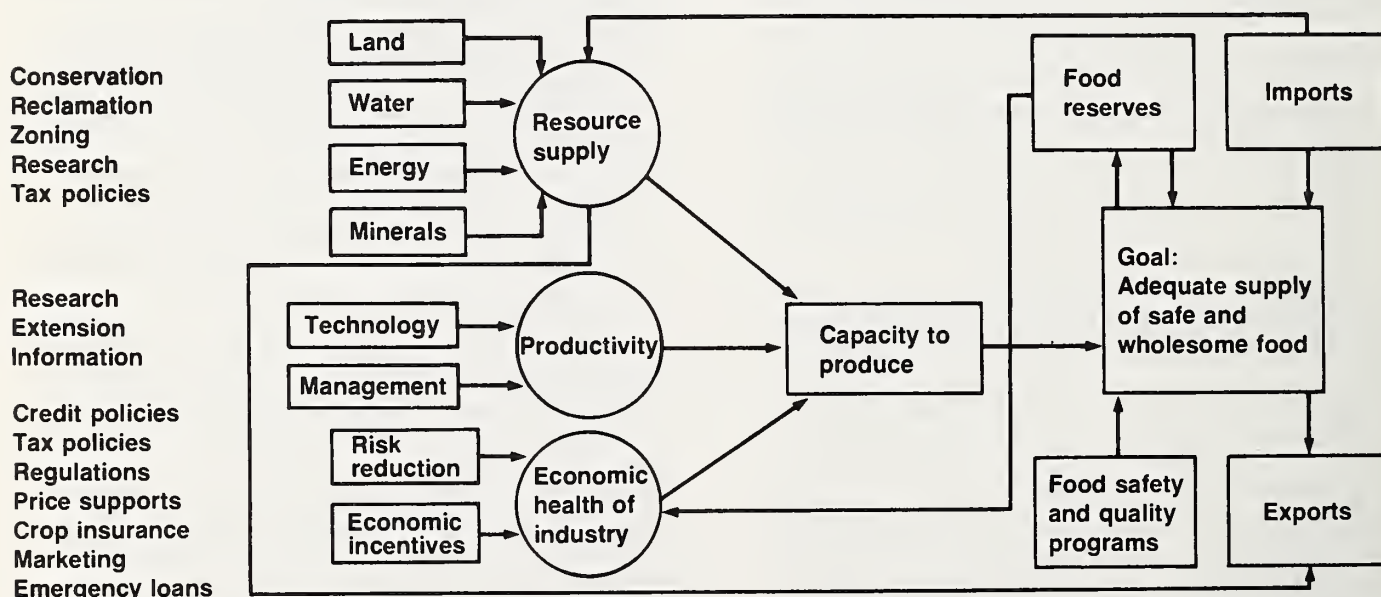 Conservation
Reclamation
Zoning
Research
Tax policies
Research
Extension
Information
Credit policies
Tax policies
Regulations
Price supports
Crop insurance
Marketing
Emergency loans
Land
Water
Energy
Minerals
Technology
Management
Risk
reduction
Economic
incentives
Resource
supply
Productivity
Economic
health of
industry
Capacity to
produce
Food
reserves
Imports
Goal:
Adequate supply
of safe and
wholesome food
Food safety
and quality
programs
Exports